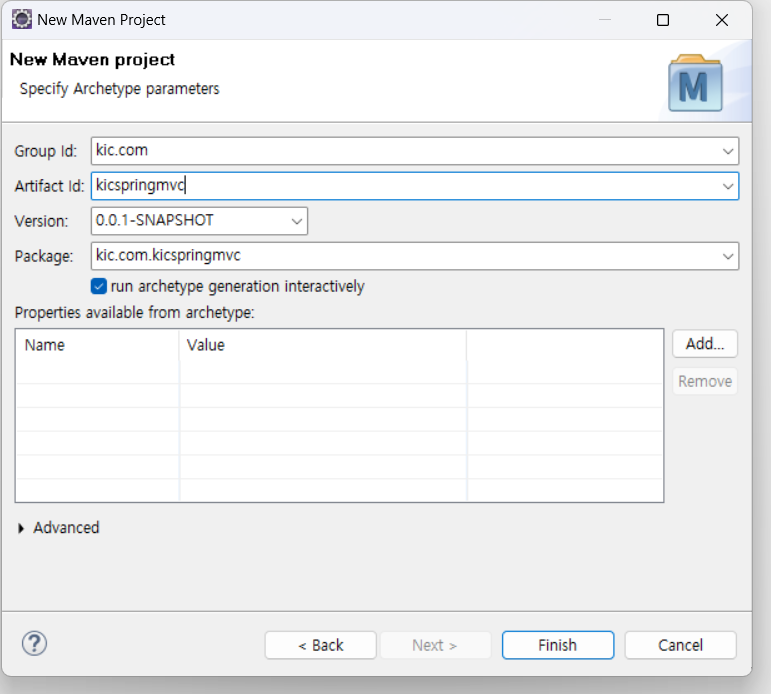 New Maven Project
New Maven project
Specify Archetype parameters
M
Group Id: kic.com
Artifact Id: kicspringmvc
Version: 0.0.1-SNAPSHOT
Package: kic.com.kicspringmvc
run archetype generation interactively
Properties available from archetype:
Name Value
Add...
Remove
Advanced
? < Back Next > Finish Cancel